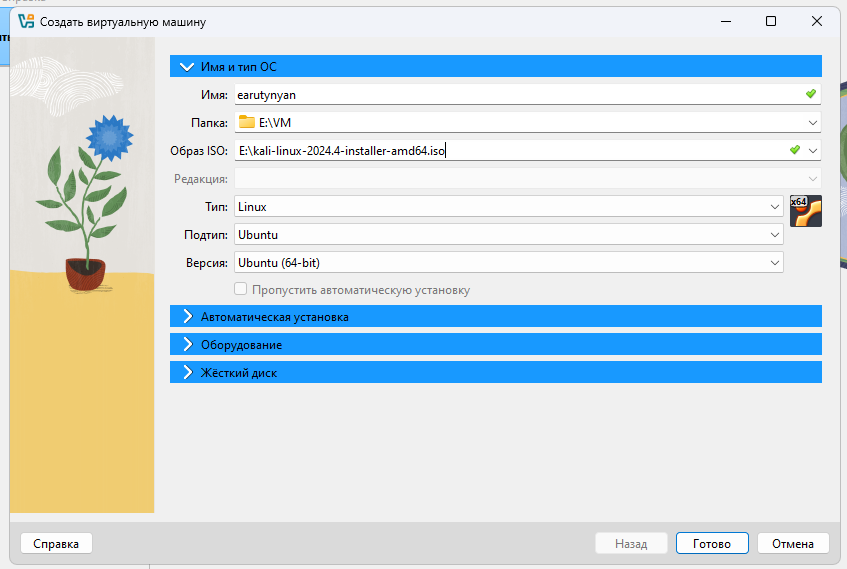 Создать виртуальную машину
Имя и тип ОС
Имя: earutynyan
Папка: E:\VM
Образ ISO: E:\kali-linux-2024.4-installer-amd64.iso
Редакция:
Тип: Linux
x64
Подтип: Ubuntu
Версия: Ubuntu (64-bit)
Пропустить автоматическую установку
Автоматическая установка
Оборудование
Жёсткий диск
Справка Назад Готово Отмена